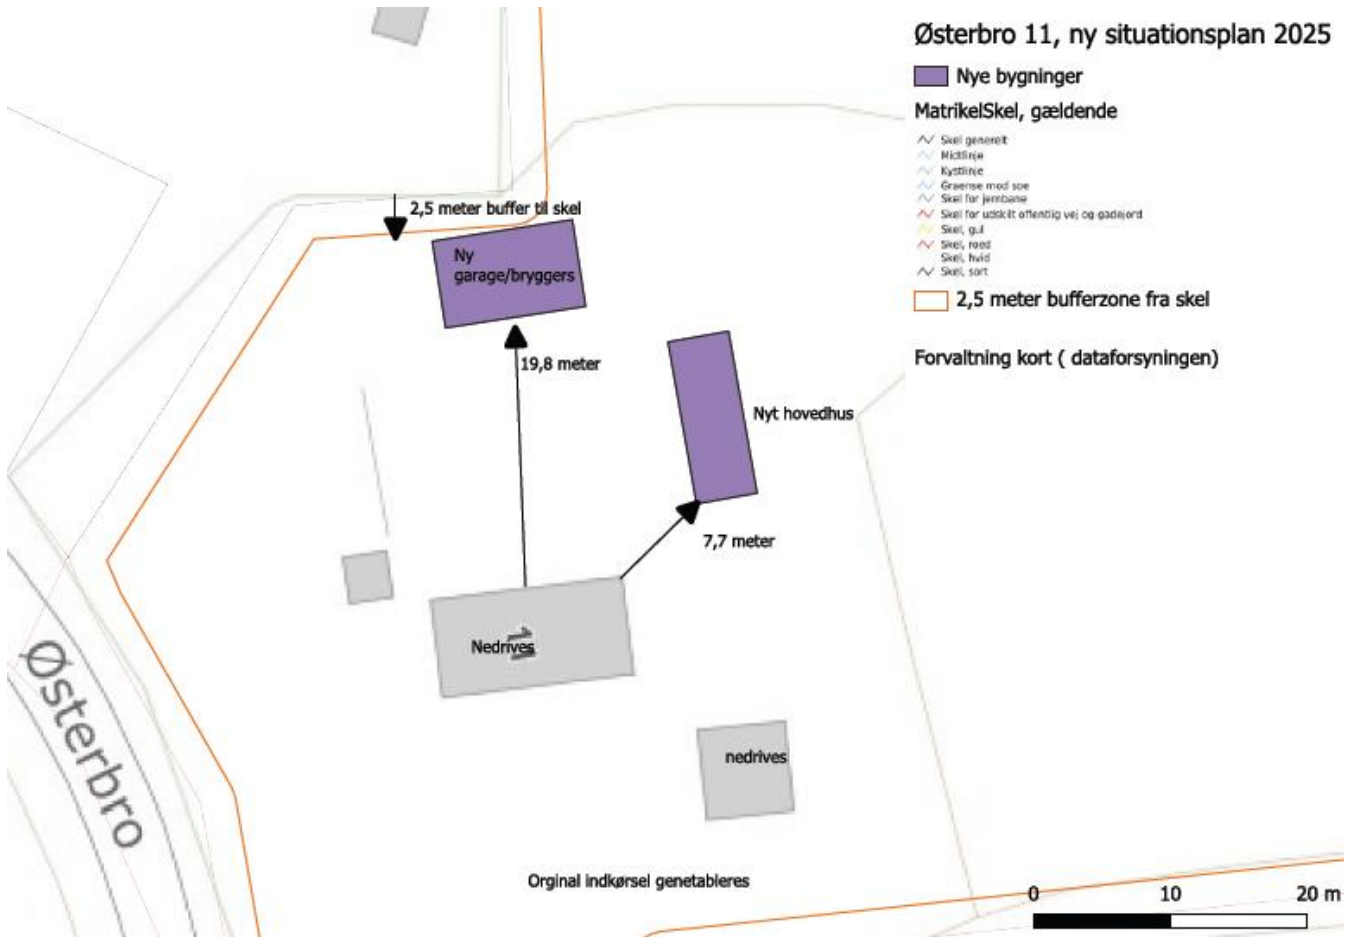 Østerbro 11, ny situationsplan 2025
Nye bygninger
MatrikelSkel, gældende
Skel generelt
Midtlinje
Kystlinje
Graense mod soe
Skel for jernbane
Skel for udskilt offentlig vej og gadejord
Skel, gul
Skel, roed
Skel, hvid
Skel, sort
2,5 meter bufferzone fra skel
Forvaltning kort ( dataforsyningen)
2,5 meter buffer til skel
Ny
garage/bryggers
19,8 meter
Nyt hovedhus
7,7 meter
Nedrives
11
nedrives
Østerbro
Orginal indkørsel genetableres
0 10 20 m